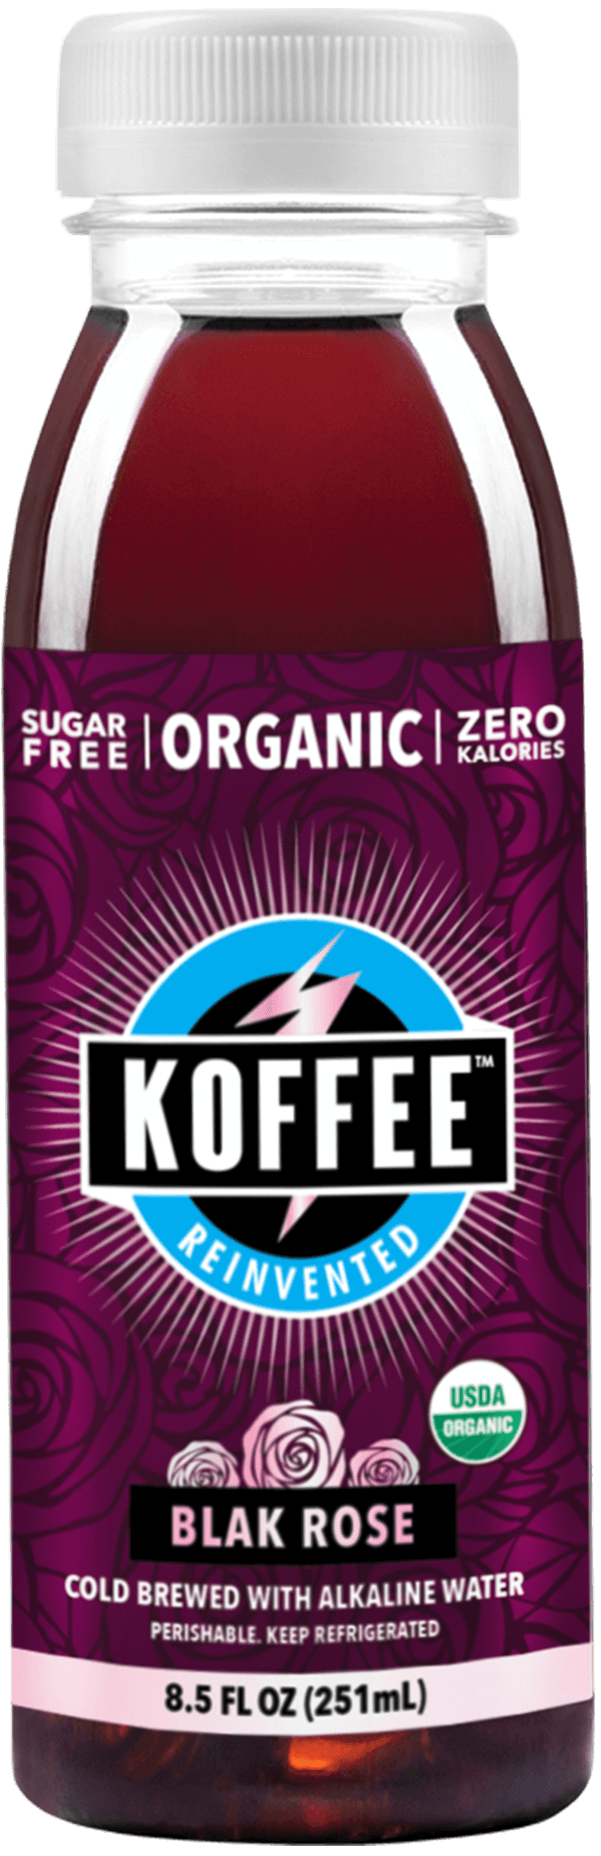 SUGAR FREE | ORGANIC | ZERO KALORIES
KOFFEE™
REINVENTED
USDA
ORGANIC
BLAK ROSE
COLD BREWED WITH ALKALINE WATER
PERISHABLE. KEEP REFRIGERATED
8.5 FL OZ (251mL)